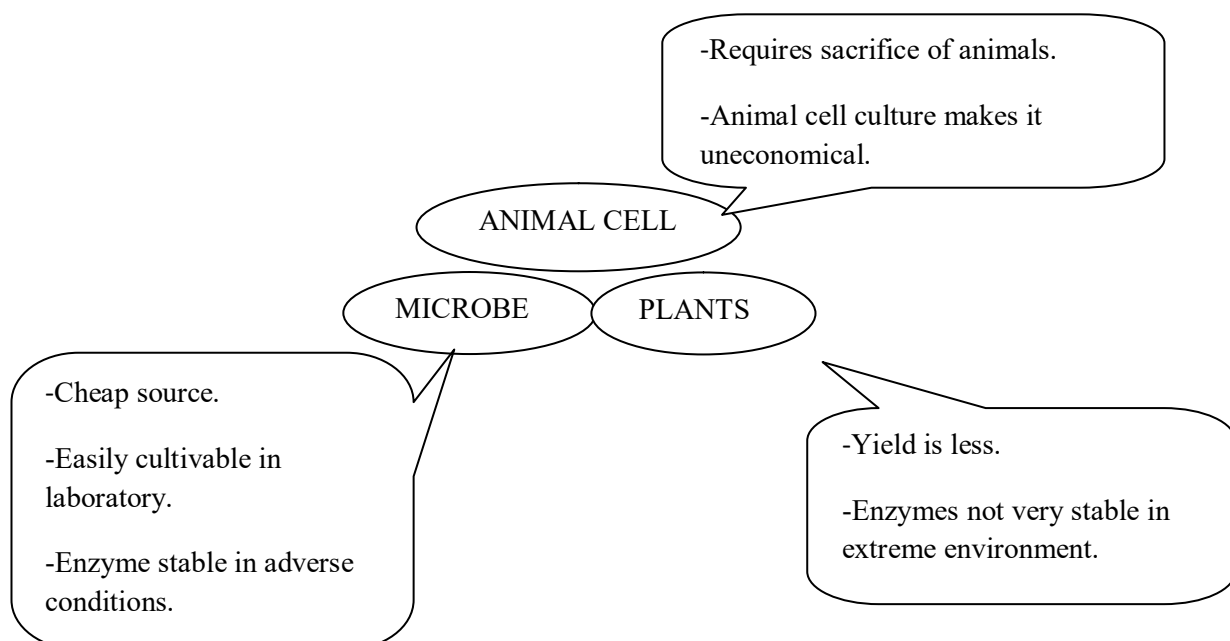 -Requires sacrifice of animals.
-Animal cell culture makes it
uneconomical.
ANIMAL CELL
MICROBE
PLANTS
-Cheap source.
-Easily cultivable in
laboratory.
-Enzyme stable in adverse
conditions.
-Yield is less.
-Enzymes not very stable in
extreme environment.